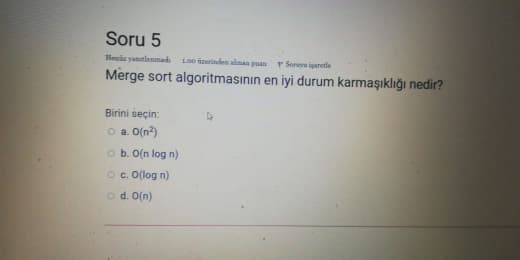 Soru 5
Henüz yanıtlanmadı 1,00 üzerinden alınan puan Soruyu işaretle
Merge sort algoritmasının en iyi durum karmaşıklığı nedir?
Birini seçin:
a. O(n²)
b. O(n log n)
c. O(log n)
d. O(n)